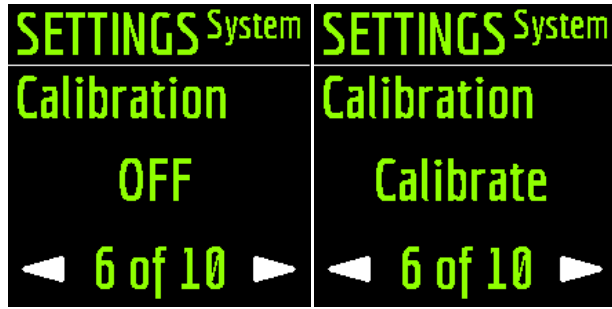 SETTINGS System
Calibration
OFF
6 of 10
SETTINGS System
Calibration
Calibrate
6 of 10